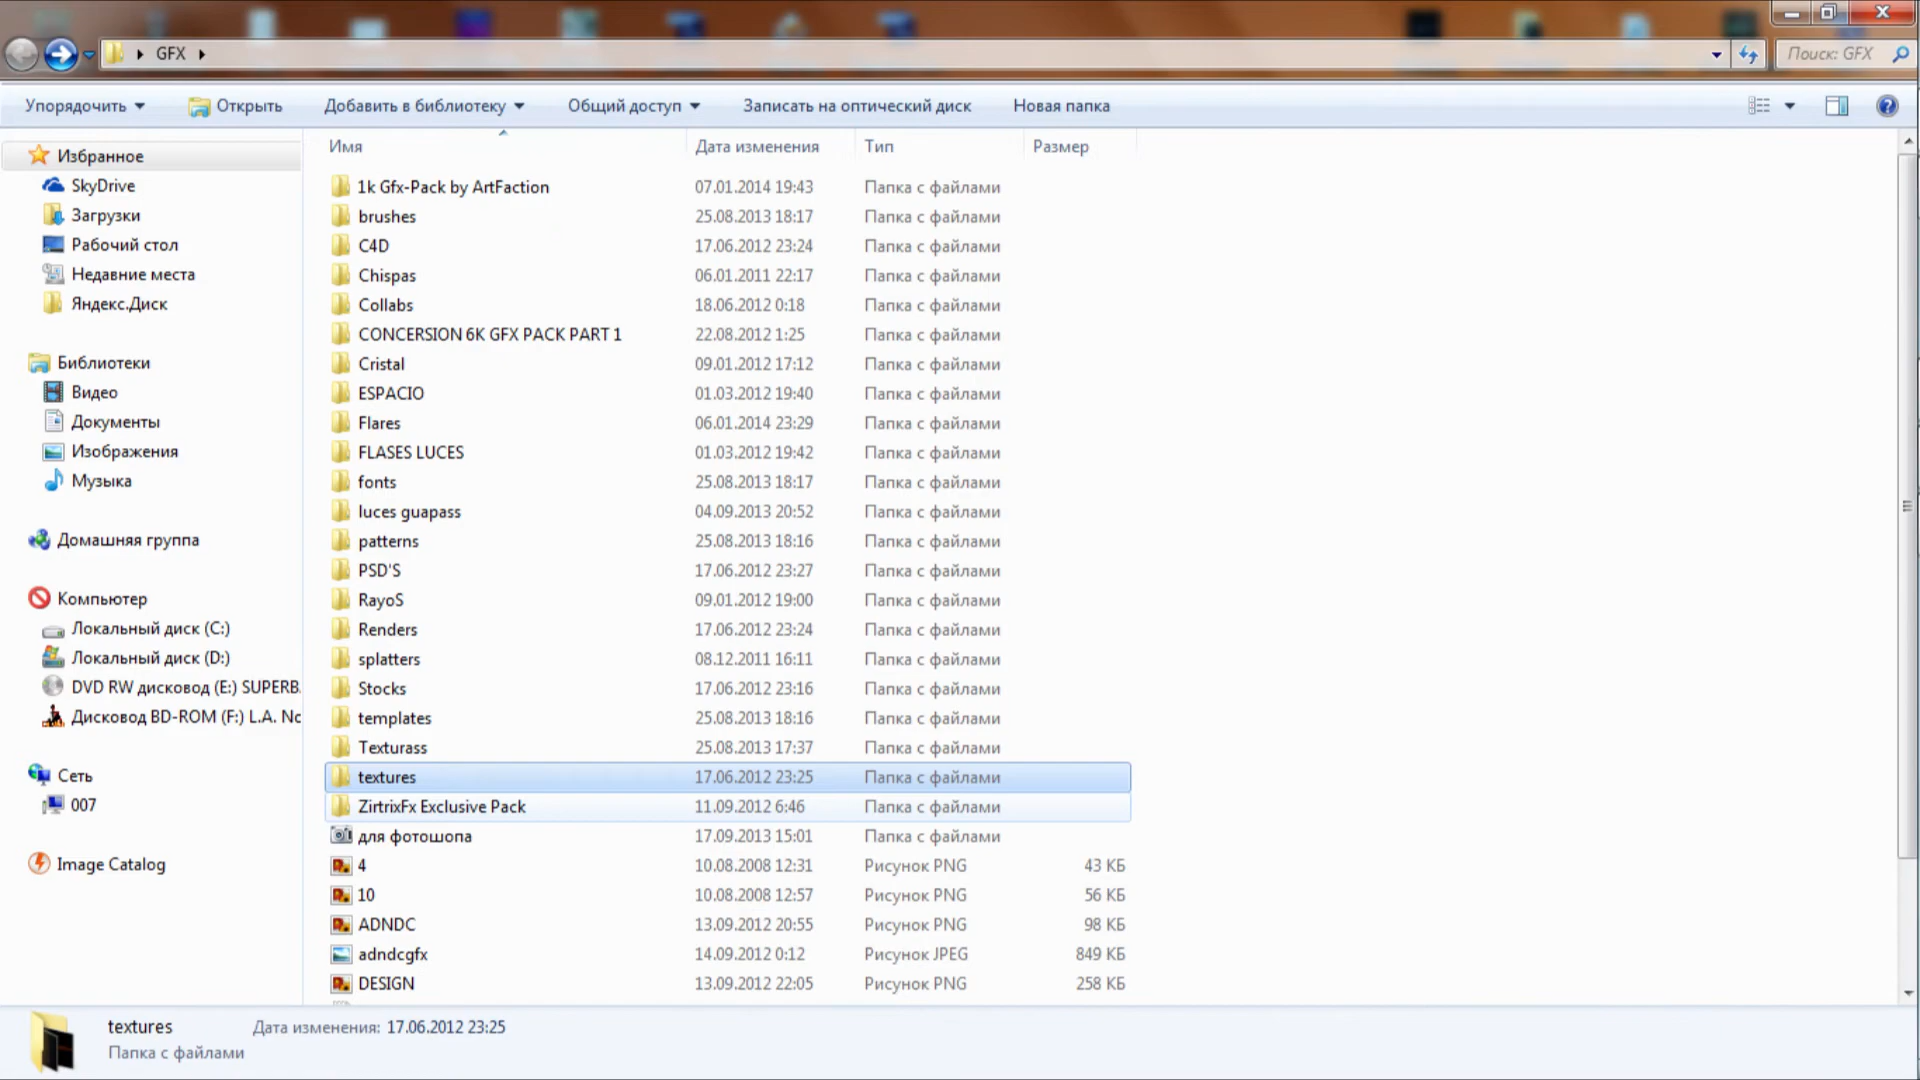 GFX
Поиск: GFX
Упорядочить
Открыть
Добавить в библиотеку
Общий доступ
Записать на оптический диск
Новая папка
Избранное
SkyDrive
Загрузки
Рабочий стол
Недавние места
Яндекс.Диск
Библиотеки
Видео
Документы
Изображения
Музыка
Домашняя группа
Компьютер
Локальный диск (C:)
Локальный диск (D:)
DVD RW дисковод (E:) SUPERB
Дисковод BD-ROM (F:) L.A. No
Сеть
007
Image Catalog
Имя Дата изменения Тип Размер
1k Gfx-Pack by ArtFaction 07.01.2014 19:43 Папка с файлами
brushes 25.08.2013 18:17 Папка с файлами
C4D 17.06.2012 23:24 Папка с файлами
Chispas 06.01.2011 22:17 Папка с файлами
Collabs 18.06.2012 0:18 Папка с файлами
CONCERSION 6K GFX PACK PART 1 22.08.2012 1:25 Папка с файлами
Cristal 09.01.2012 17:12 Папка с файлами
ESPACIO 01.03.2012 19:40 Папка с файлами
Flares 06.01.2014 23:29 Папка с файлами
FLASES LUCES 01.03.2012 19:42 Папка с файлами
fonts 25.08.2013 18:17 Папка с файлами
luces guapass 04.09.2013 20:52 Папка с файлами
patterns 25.08.2013 18:16 Папка с файлами
PSD'S 17.06.2012 23:27 Папка с файлами
RayoS 09.01.2012 19:00 Папка с файлами
Renders 17.06.2012 23:24 Папка с файлами
splatters 08.12.2011 16:11 Папка с файлами
Stocks 17.06.2012 23:16 Папка с файлами
templates 25.08.2013 18:16 Папка с файлами
Texturass 25.08.2013 17:37 Папка с файлами
textures 17.06.2012 23:25 Папка с файлами
ZirtrixFx Exclusive Pack 11.09.2012 6:46 Папка с файлами
для фотошопа 17.09.2013 15:01 Папка с файлами
4 10.08.2008 12:31 Рисунок PNG 43 КБ
10 10.08.2008 12:57 Рисунок PNG 56 КБ
ADNDC 13.09.2012 20:55 Рисунок PNG 98 КБ
adndcgfx 14.09.2012 0:12 Рисунок JPEG 849 КБ
DESIGN 13.09.2012 22:05 Рисунок PNG 258 КБ
textures Дата изменения: 17.06.2012 23:25
Папка с файлами